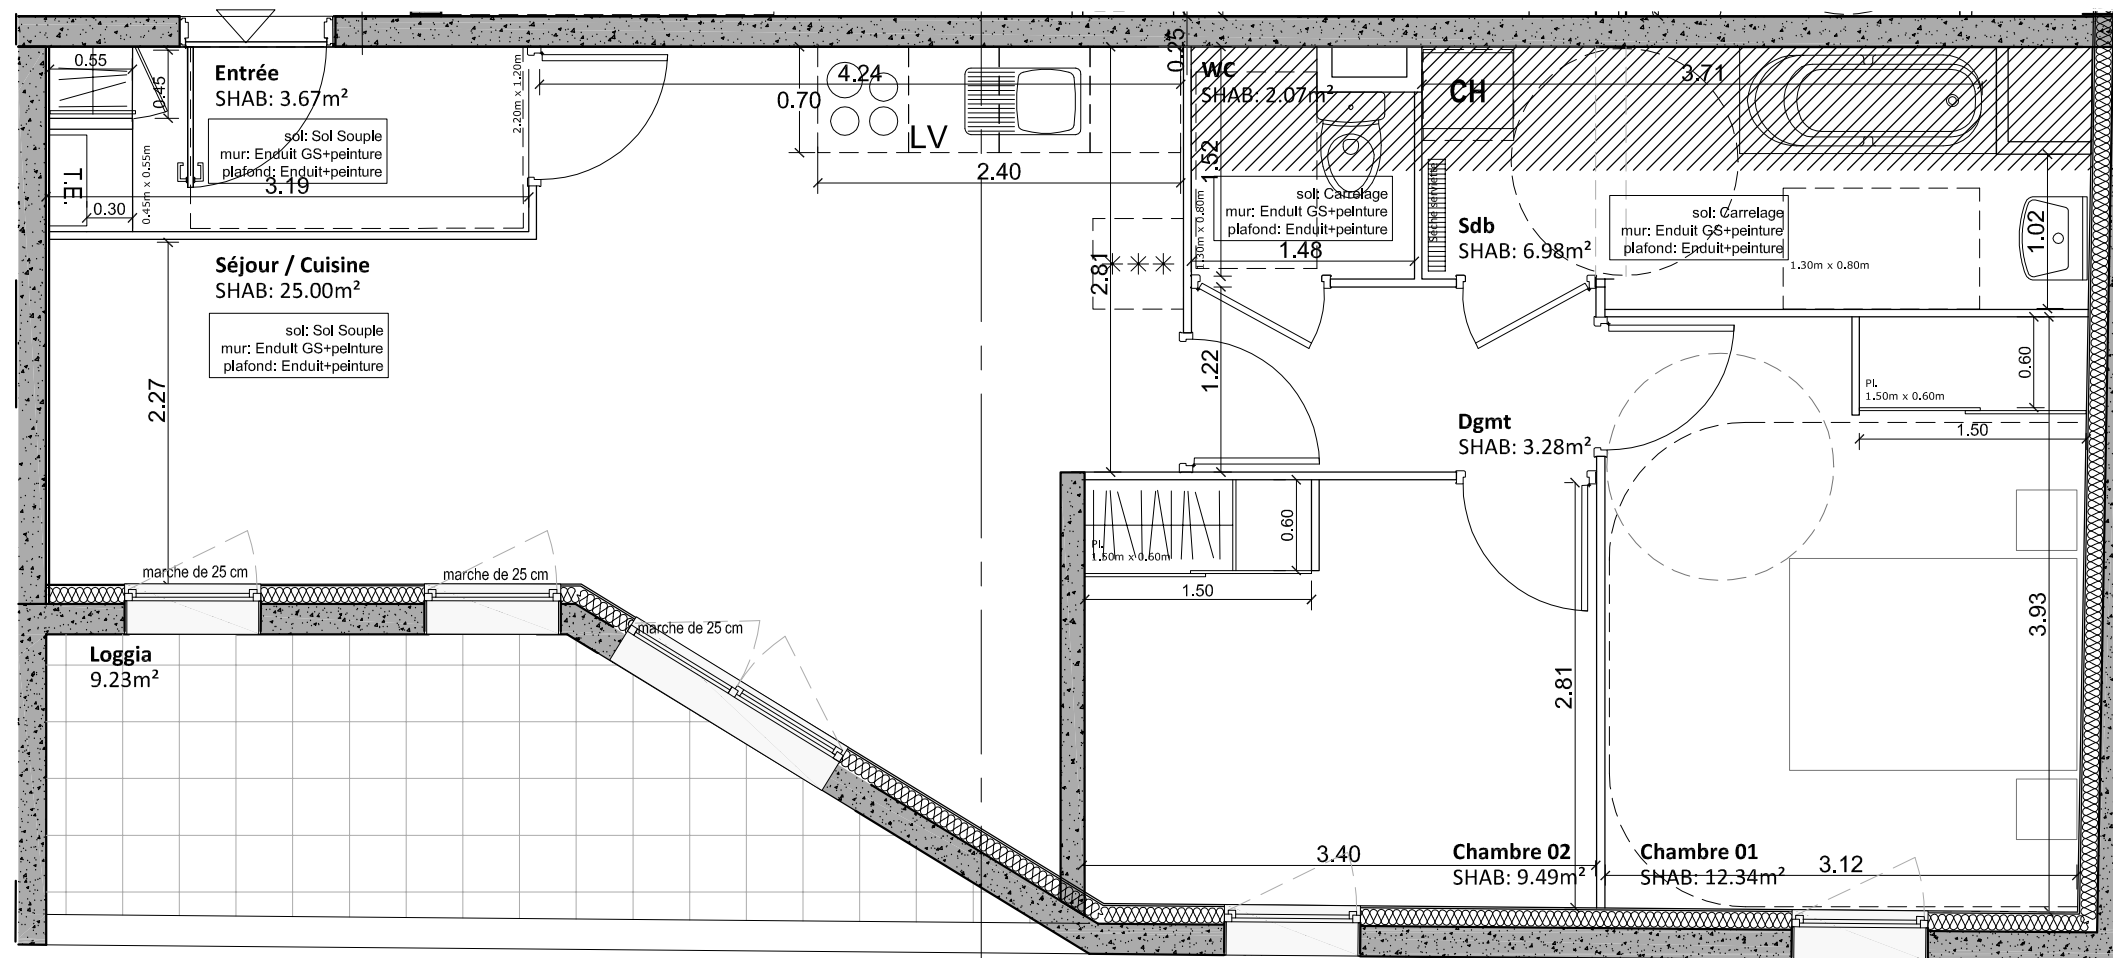 0.55
0.45
Entrée
SHAB: 3.67m²
sol: Sol Souple
mur: Enduit GS+peinture
plafond: Enduit+peinture
3.19
T.E.
0.30
0.45m x 0.55m
2.20m x 1.20m
4.24
0.70
LV
2.40
0.25
WC
SHAB: 2.07m²
1.52
sol: Carrelage
mur: Enduit GS+peinture
plafond: Enduit+peinture
1.30m x 0.80m
1.48
CH
3.71
Sèche serviette
Sdb
SHAB: 6.98m²
sol: Carrelage
mur: Enduit GS+peinture
plafond: Enduit+peinture
1.30m x 0.80m
1.02
Séjour / Cuisine
SHAB: 25.00m²
sol: Sol Souple
mur: Enduit GS+peinture
plafond: Enduit+peinture
2.27
2.81
1.22
Dgmt
SHAB: 3.28m²
0.60
Pl.
1.50m x 0.60m
1.50
Pl.
1.50m x 0.60m
0.60
1.50
marche de 25 cm
marche de 25 cm
marche de 25 cm
Loggia
9.23m²
2.81
3.93
3.40
Chambre 02
SHAB: 9.49m²
Chambre 01
SHAB: 12.34m²
3.12